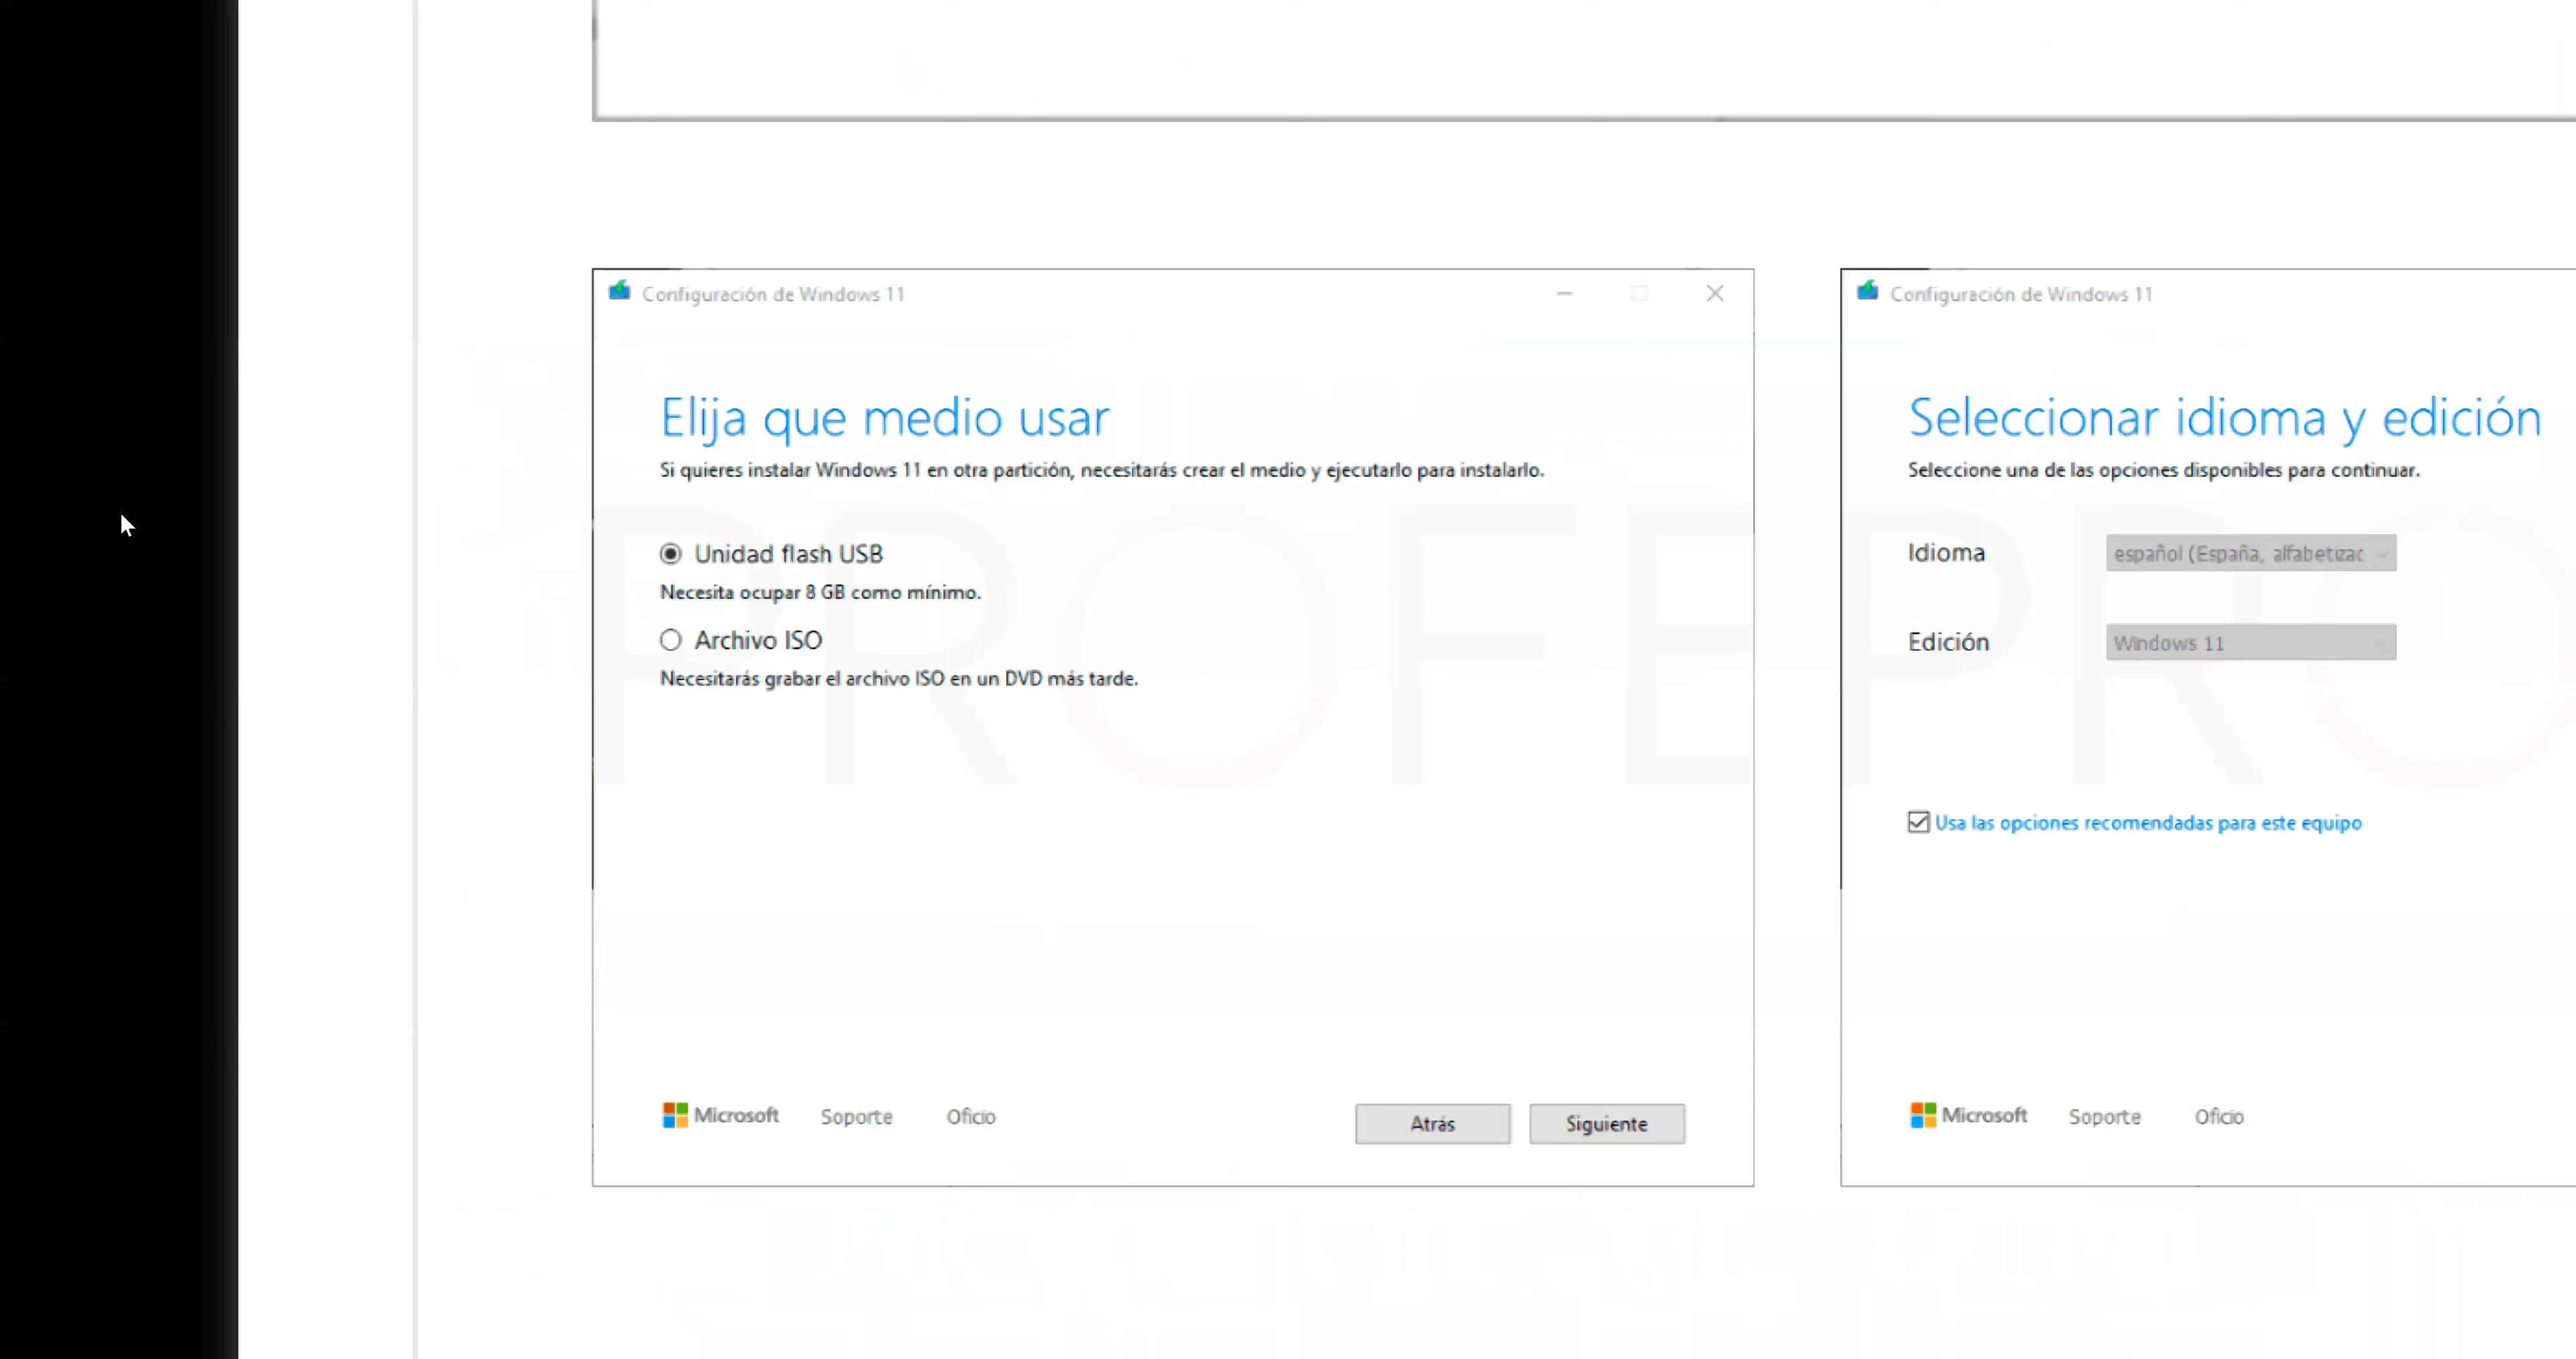 Configuración de Windows 11
Elija que medio usar
Si quieres instalar Windows 11 en otra partición, necesitarás crear el medio y ejecutarlo para instalarlo.
Unidad flash USB
Necesita ocupar 8 GB como mínimo.
Archivo ISO
Necesitarás grabar el archivo ISO en un DVD más tarde.
Microsoft
Soporte
Oficio
Atrás
Siguiente
Configuración de Windows 11
Seleccionar idioma y edición
Seleccione una de las opciones disponibles para continuar.
Idioma
español (España, alfabetizac
Edición
Windows 11
Usa las opciones recomendadas para este equipo
Microsoft
Soporte
Oficio
PROFE
PRO